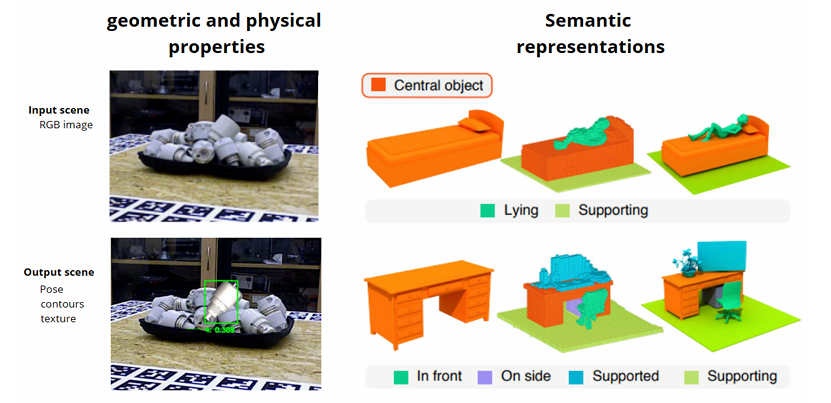 geometric and physical
properties
Semantic
representations
Input scene
RGB image
Central object
Lying
Supporting
Output scene
Pose
contours
texture
In front
On side
Supported
Supporting